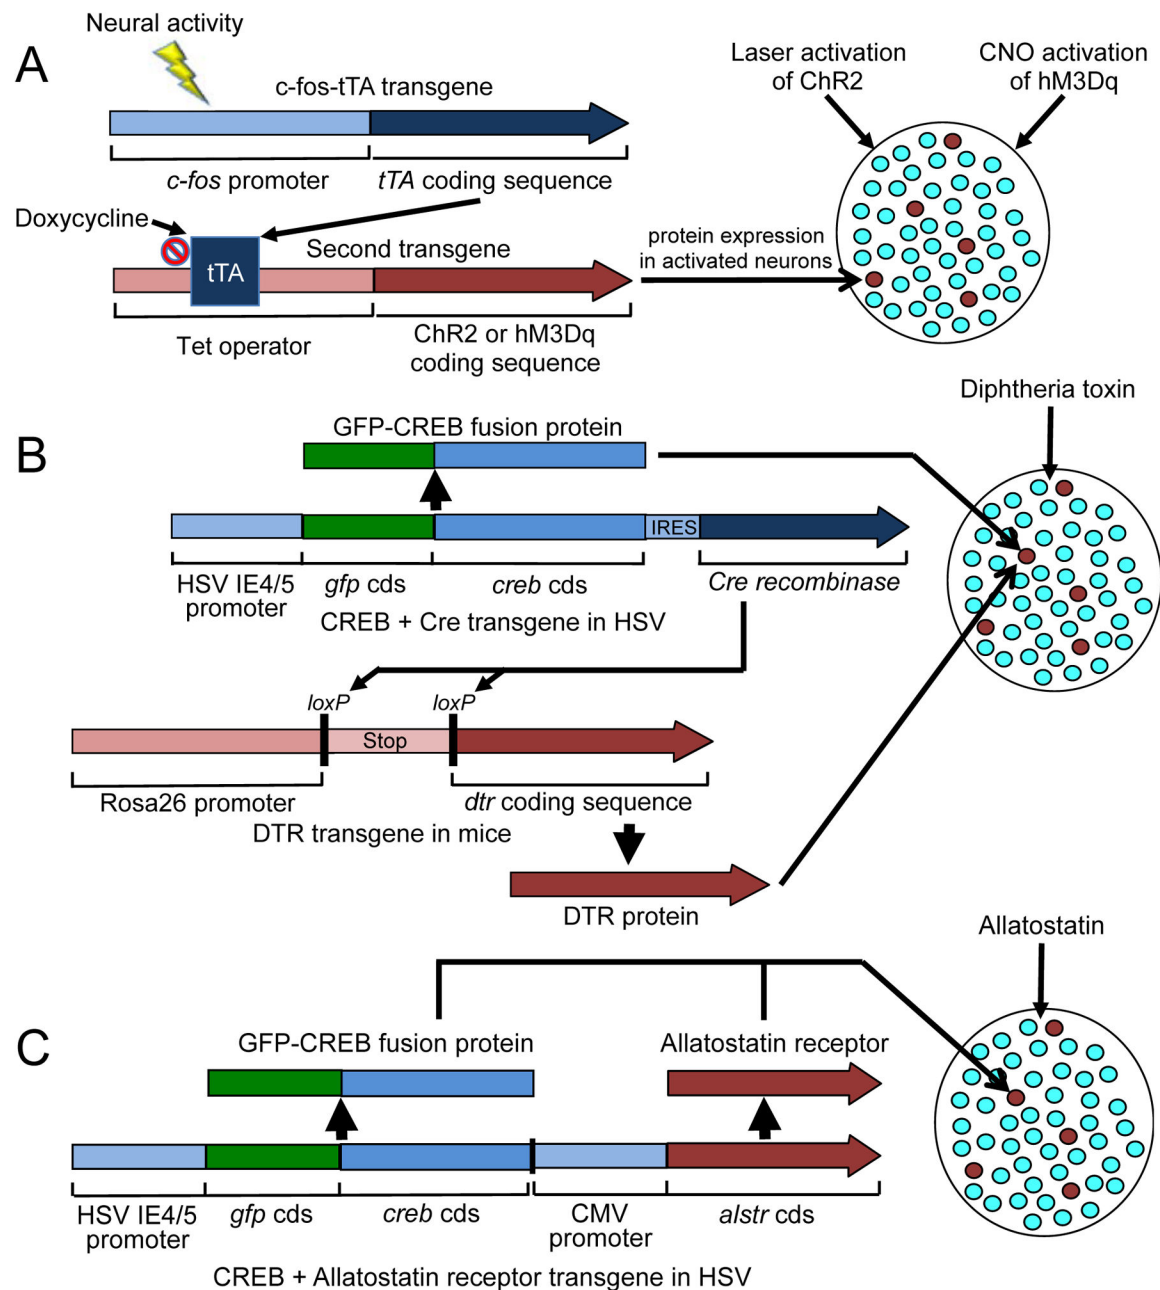 A
Neural activity
c-fos-tTA transgene
c-fos promoter
tTA coding sequence
Doxycycline
tTA
Second transgene
Tet operator
ChR2 or hM3Dq
coding sequence
protein expression
in activated neurons
Laser activation
of ChR2
CNO activation
of hM3Dq
B
GFP-CREB fusion protein
IRES
HSV IE4/5
promoter
gfp cds
creb cds
Cre recombinase
CREB + Cre transgene in HSV
loxP
loxP
Stop
Rosa26 promoter
dtr coding sequence
DTR transgene in mice
DTR protein
Diphtheria toxin
C
GFP-CREB fusion protein
Allatostatin receptor
HSV IE4/5
promoter
gfp cds
creb cds
CMV
promoter
alstr cds
CREB + Allatostatin receptor transgene in HSV
Allatostatin